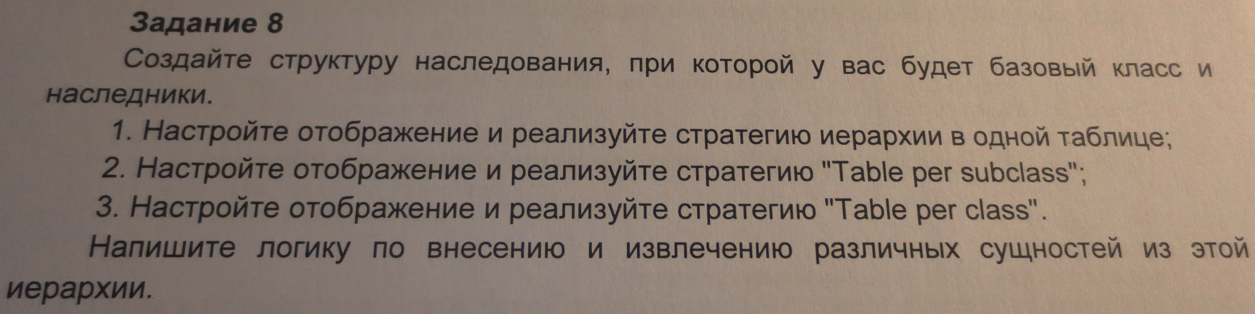 Задание 8
Создайте структуру наследования, при которой у вас будет базовый класс и
наследники.
1. Настройте отображение и реализуйте стратегию иерархии в одной таблице;
2. Настройте отображение и реализуйте стратегию "Table per subclass";
3. Настройте отображение и реализуйте стратегию "Table per class".
Напишите логику по внесению и извлечению различных сущностей из этой
иерархии.